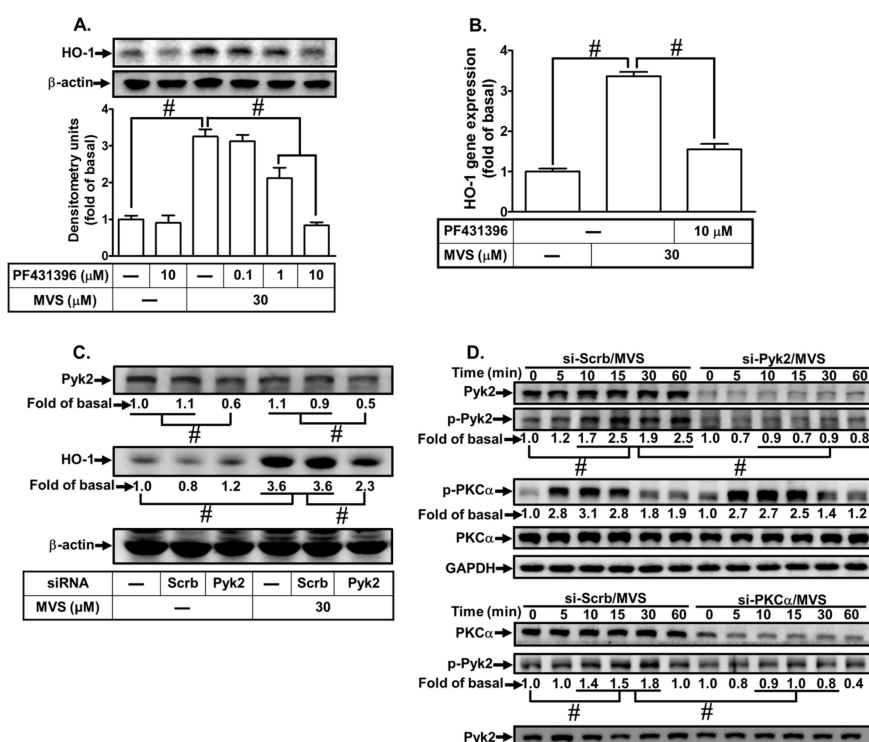 A.
HO-1
β-actin
Densitometry units
(fold of basal)
4
3
2
1
0
#
#
PF431396 (μM) — 10 — 0.1 1 10
MVS (μM) — 30
B.
HO-1 gene expression
(fold of basal)
4
3
2
1
0
#
#
PF431396 — 10 μM
MVS (μM) — 30
C.
Pyk2
Fold of basal 1.0 1.1 0.6 1.1 0.9 0.5
# #
HO-1
Fold of basal 1.0 0.8 1.2 3.6 3.6 2.3
# #
β-actin
siRNA — Scrb Pyk2 — Scrb Pyk2
MVS (μM) — 30
D.
si-Scrb/MVS si-Pyk2/MVS
Time (min) 0 5 10 15 30 60 0 5 10 15 30 60
Pyk2
p-Pyk2
Fold of basal 1.0 1.2 1.7 2.5 1.9 2.5 1.0 0.7 0.9 0.7 0.9 0.8
# #
p-PKCα
Fold of basal 1.0 2.8 3.1 2.8 1.8 1.9 1.0 2.7 2.7 2.5 1.4 1.2
PKCα
GAPDH
si-Scrb/MVS si-PKCα/MVS
Time (min) 0 5 10 15 30 60 0 5 10 15 30 60
PKCα
p-Pyk2
Fold of basal 1.0 1.0 1.4 1.5 1.8 1.0 1.0 0.8 0.9 1.0 0.8 0.4
# #
Pyk2